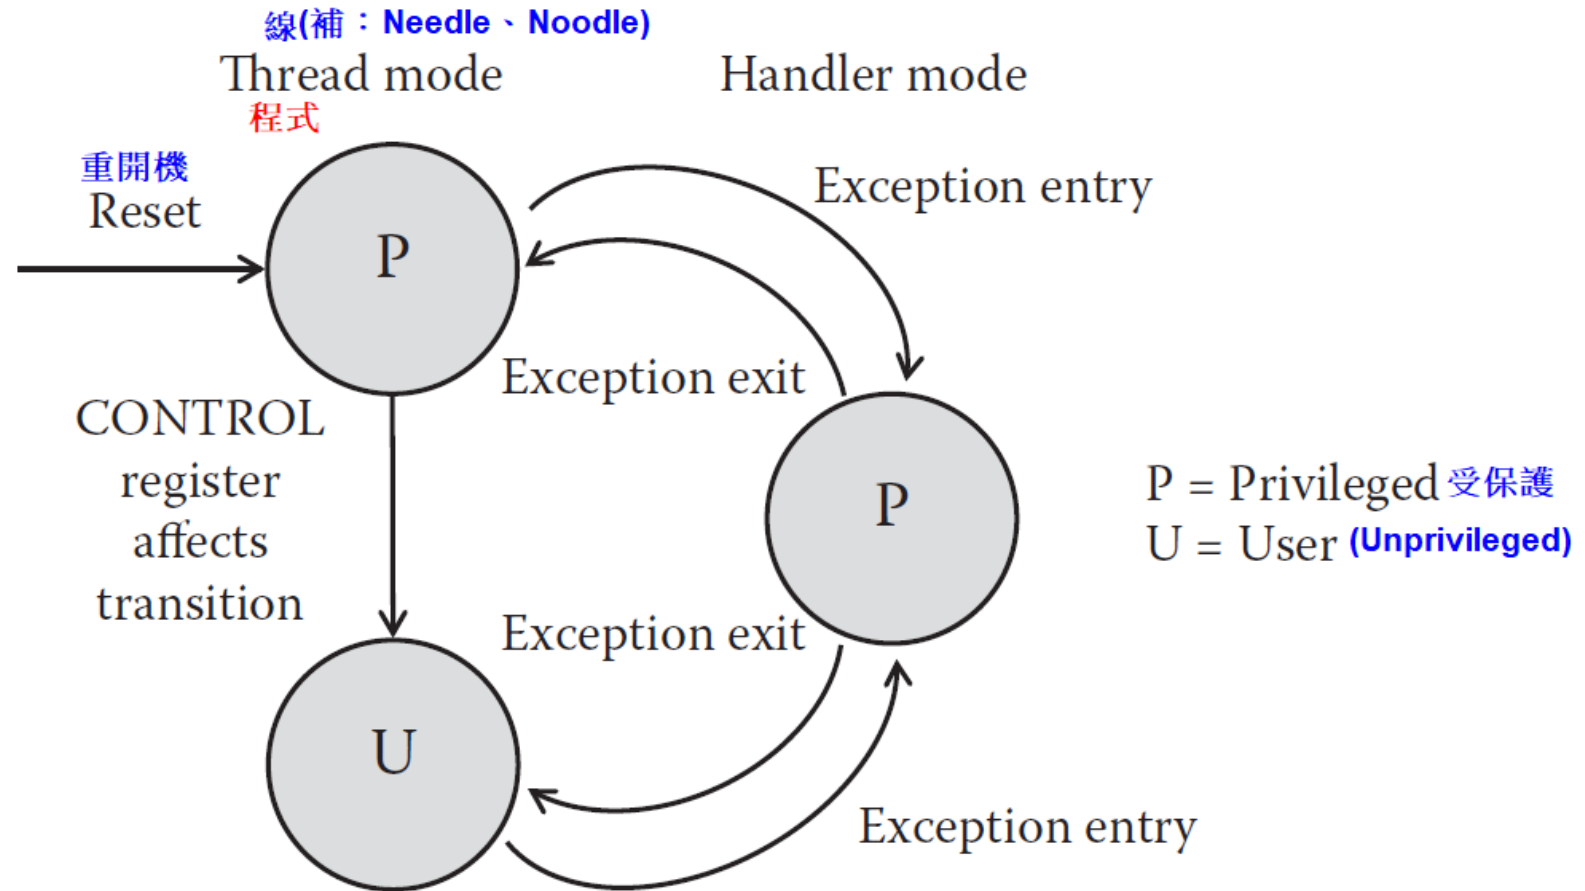 線(補：Needle、Noodle)
Thread mode
Handler mode
程式
重開機
Reset
P
Exception entry
Exception exit
CONTROL
register
affects
transition
P
P = Privileged 受保護
U = User (Unprivileged)
Exception exit
U
Exception entry